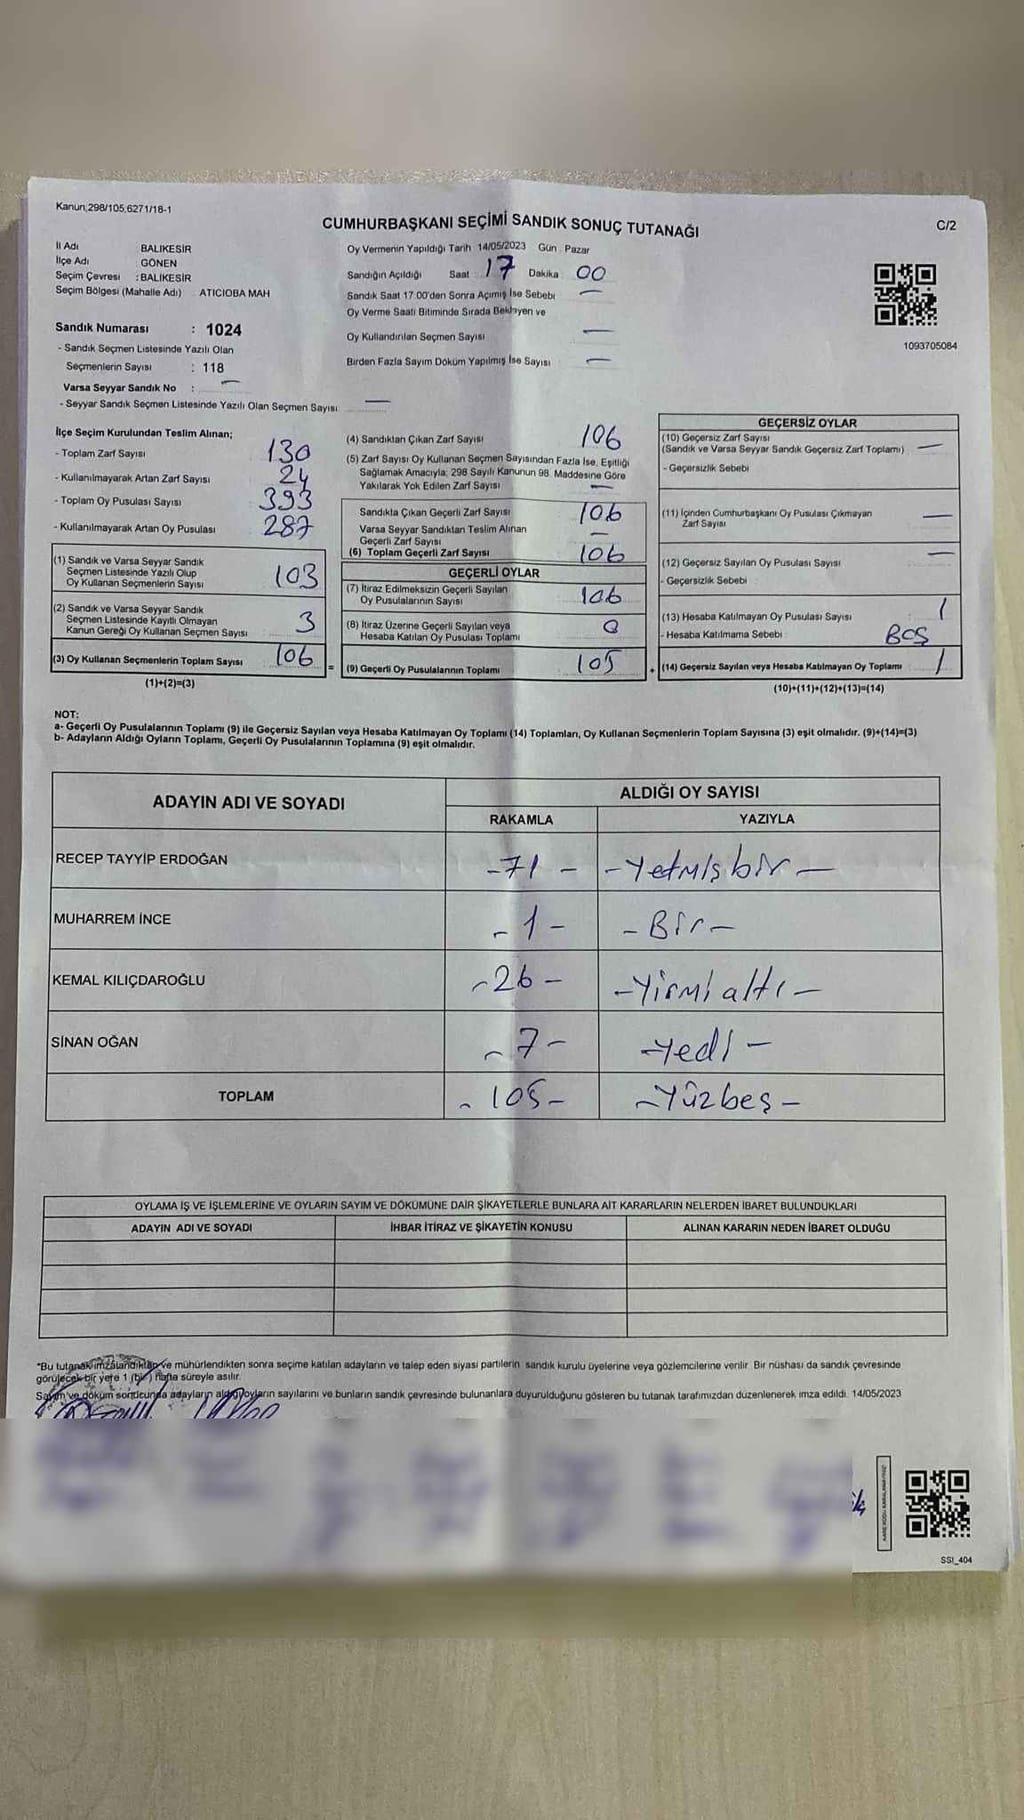 Kanun;298/105,6271/18-1
CUMHURBAŞKANI SEÇİMİ SANDIK SONUÇ TUTANAĞI
C/2
İl Adı BALIKESİR
İlçe Adı GÖNEN
Seçim Çevresi : BALIKESİR
Seçim Bölgesi (Mahalle Adı) ATICIOBA MAH
Sandık Numarası : 1024
- Sandık Seçmen Listesinde Yazılı Olan
Seçmenlerin Sayısı : 118
Varsa Seyyar Sandık No : —
- Seyyar Sandık Seçmen Listesinde Yazılı Olan Seçmen Sayısı —
Oy Vermenin Yapıldığı Tarih 14/05/2023 Gün Pazar
Sandığın Açıldığı Saat 17 Dakika 00
Sandık Saat 17:00'den Sonra Açımış İse Sebebi —
Oy Verme Saati Bitiminde Sırada Bekleyen ve
Oy Kullandırılan Seçmen Sayısı —
Birden Fazla Sayım Döküm Yapılmış İse Sayısı —
1093705084
İlçe Seçim Kurulundan Teslim Alınan;
- Toplam Zarf Sayısı 130
- Kullanılmayarak Artan Zarf Sayısı 24
- Toplam Oy Pusulası Sayısı 393
- Kullanılmayarak Artan Oy Pusulası 287
(1) Sandık ve Varsa Seyyar Sandık
Seçmen Listesinde Yazılı Olup
Oy Kullanan Seçmenlerin Sayısı 103
(2) Sandık ve Varsa Seyyar Sandık
Seçmen Listesinde Kayıtlı Olmayan
Kanun Gereği Oy Kullanan Seçmen Sayısı 3
(3) Oy Kullanan Seçmenlerin Toplam Sayısı 106
(1)+(2)=(3)
(4) Sandıktan Çıkan Zarf Sayısı 106
(5) Zarf Sayısı Oy Kullanan Seçmen Sayısından Fazla İse, Eşitliği
Sağlamak Amacıyla; 298 Sayılı Kanunun 98. Maddesine Göre
Yakılarak Yok Edilen Zarf Sayısı —
Sandıkta Çıkan Geçerli Zarf Sayısı 106
Varsa Seyyar Sandıktan Teslim Alınan
Geçerli Zarf Sayısı —
(6) Toplam Geçerli Zarf Sayısı 106
GEÇERLİ OYLAR
(7) İtiraz Edilmeksizin Geçerli Sayılan
Oy Pusulalarının Sayısı 106
(8) İtiraz Üzerine Geçerli Sayılan veya
Hesaba Katılan Oy Pusulası Toplamı 0
= (9) Geçerli Oy Pusulalarının Toplamı 105
GEÇERSİZ OYLAR
(10) Geçersiz Zarf Sayısı
(Sandık ve Varsa Seyyar Sandık Geçersiz Zarf Toplamı) —
- Geçersizlik Sebebi
(11) İçinden Cumhurbaşkanı Oy Pusulası Çıkmayan
Zarf Sayısı —
(12) Geçersiz Sayılan Oy Pusulası Sayısı —
- Geçersizlik Sebebi
(13) Hesaba Katılmayan Oy Pusulası Sayısı 1
- Hesaba Katılmama Sebebi BOŞ
+ (14) Geçersiz Sayılan veya Hesaba Katılmayan Oy Toplamı 1
(10)+(11)+(12)+(13)=(14)
NOT:
a- Geçerli Oy Pusulalarının Toplamı (9) ile Geçersiz Sayılan veya Hesaba Katılmayan Oy Toplamı (14) Toplamları, Oy Kullanan Seçmenlerin Toplam Sayısına (3) eşit olmalıdır. (9)+(14)=(3)
b- Adayların Aldığı Oyların Toplamı, Geçerli Oy Pusulalarının Toplamına (9) eşit olmalıdır.
ADAYIN ADI VE SOYADI ALDIĞI OY SAYISI
RAKAMLA YAZIYLA
RECEP TAYYİP ERDOĞAN -71- -Yetmiş bir-
MUHARREM İNCE -1- -Bir-
KEMAL KILIÇDAROĞLU -26- -Yirmi altı-
SİNAN OĞAN -7- -Yedi-
TOPLAM -105- -Yüzbeş-
OYLAMA İŞ VE İŞLEMLERİNE VE OYLARIN SAYIM VE DÖKÜMÜNE DAİR ŞİKAYETLERLE BUNLARA AİT KARARLARIN NELERDEN İBARET BULUNDUKLARI
ADAYIN ADI VE SOYADI İHBAR İTİRAZ VE ŞİKAYETİN KONUSU ALINAN KARARIN NEDEN İBARET OLDUĞU
*Bu tutanak imzalandıktan ve mühürlendikten sonra seçime katılan adayların ve talep eden siyasi partilerin sandık kurulu üyelerine veya gözlemcilerine verilir. Bir nüshası da sandık çevresinde
görülecek bir yere 1 (bir) hafta süreyle asılır.
Sayım ve döküm sonucunda adayların aldığı oyların sayılarını ve bunların sandık çevresinde bulunanlara duyurulduğunu gösteren bu tutanak tarafımızdan düzenlenerek imza edildi. 14/05/2023
SSI_404